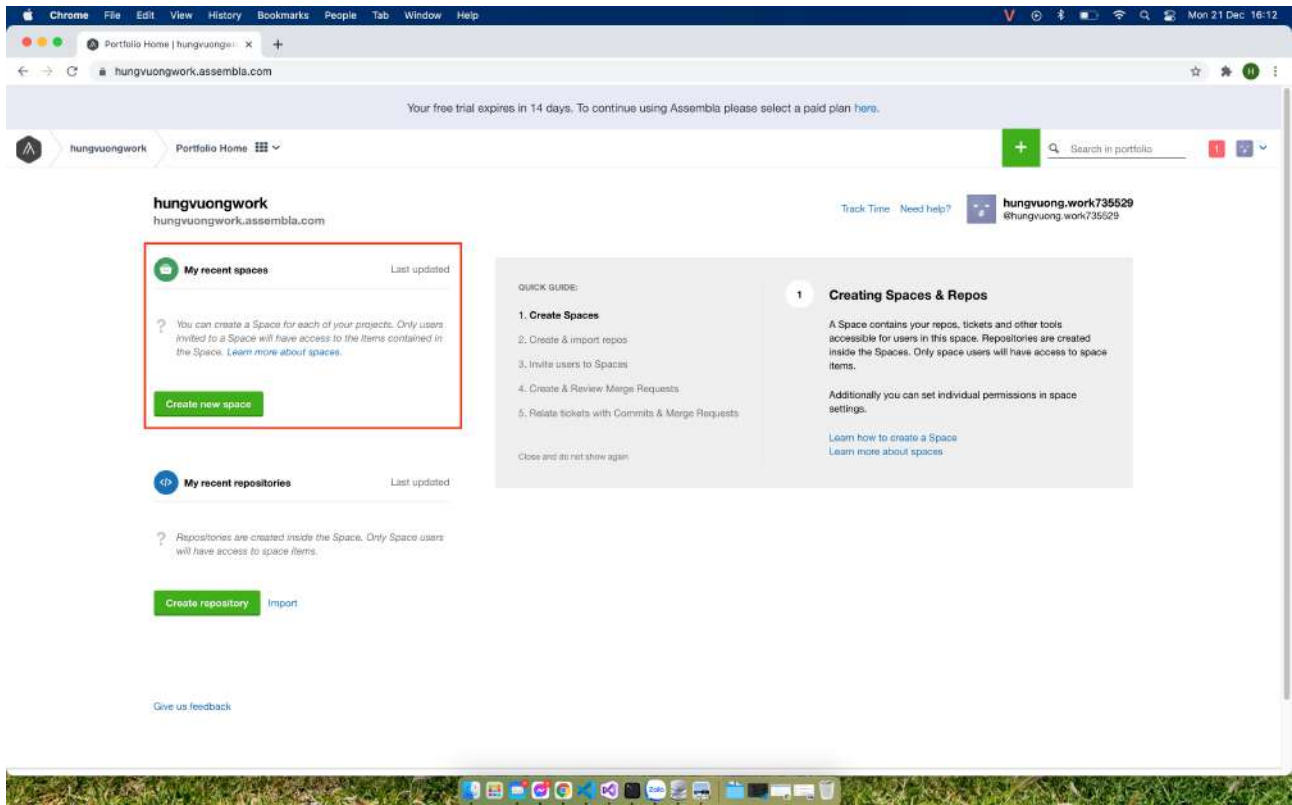 Chrome File Edit View History Bookmarks People Tab Window Help
Mon 21 Dec 16:12
Portfolio Home | hungvuongw
hungvuongwork.assembla.com
Your free trial expires in 14 days. To continue using Assembla please select a paid plan here.
hungvuongwork Portfolio Home
+ Search in portfolio 1
hungvuongwork
hungvuongwork.assembla.com
Track Time Need help?
hungvuong.work735529
@hungvuong.work735529
My recent spaces Last updated
You can create a Space for each of your projects. Only users
invited to a Space will have access to the items contained in
the Space. Learn more about spaces.
Create new space
QUICK GUIDE:
1. Create Spaces
2. Create & import repos
3. Invite users to Spaces
4. Create & Review Merge Requests
5. Relate tickets with Commits & Merge Requests
Close and do not show again
1 Creating Spaces & Repos
A Space contains your repos, tickets and other tools
accessible for users in this space. Repositories are created
inside the Spaces. Only space users will have access to space
items.
Additionally you can set individual permissions in space
settings.
Learn how to create a Space
Learn more about spaces
My recent repositories Last updated
Repositories are created inside the Space. Only Space users
will have access to space items.
Create repository Import
Give us feedback
Zalo